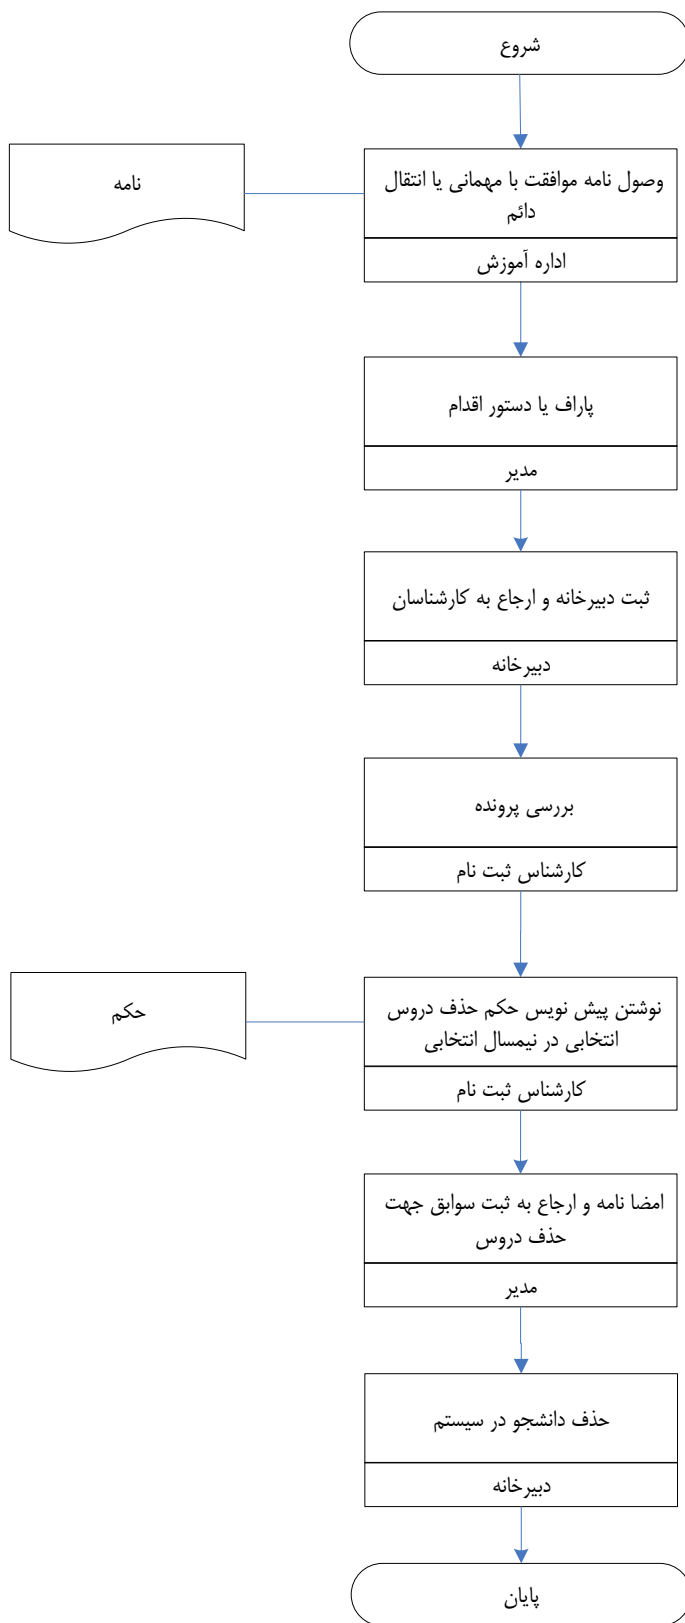 شروع
نامه
وصول نامه موافقت با مهمانی یا انتقال
دائم
اداره آموزش
پاراف یا دستور اقدام
مدیر
ثبت دبیرخانه و ارجاع به کارشناسان
دبیرخانه
بررسی پرونده
کارشناس ثبت نام
حکم
نوشتن پیش نویس حکم حذف دروس
انتخابی در نیمسال انتخابی
کارشناس ثبت نام
امضا نامه و ارجاع به ثبت سوابق جهت
حذف دروس
مدیر
حذف دانشجو در سیستم
دبیرخانه
پایان